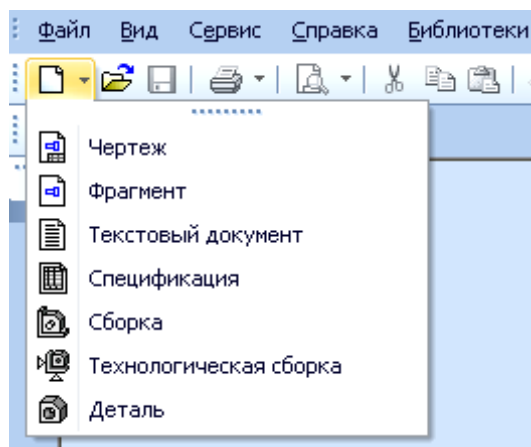 Файл Вид Сервис Справка Библиотеки
Чертеж
Фрагмент
Текстовый документ
Спецификация
Сборка
Технологическая сборка
Деталь